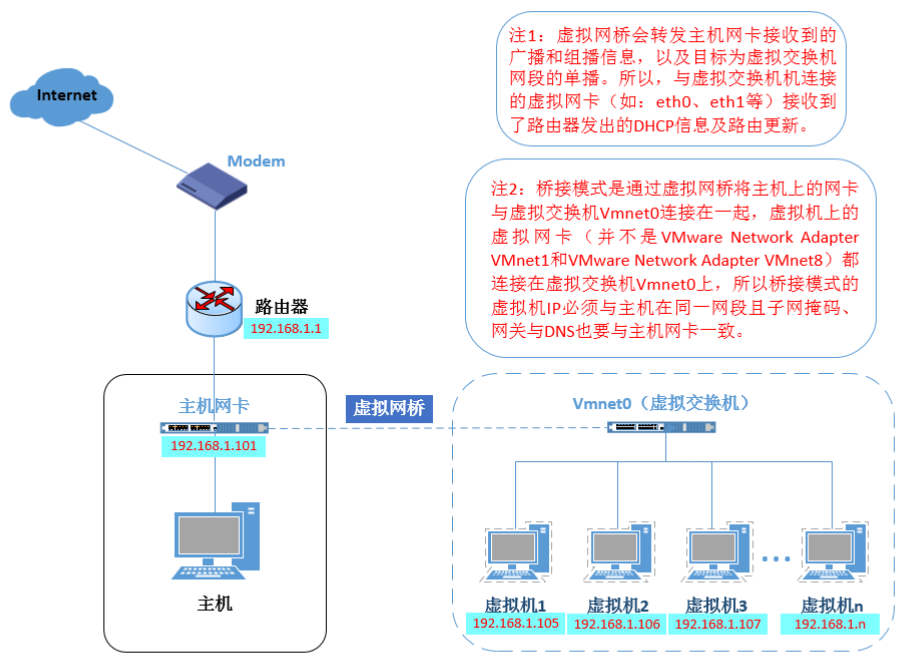 注1：虚拟网桥会转发主机网卡接收到的
广播和组播信息，以及目标为虚拟交换机
网段的单播。所以，与虚拟交换机机连接
的虚拟网卡（如：eth0、eth1等）接收到
了路由器发出的DHCP信息及路由更新。
Internet
Modem
注2：桥接模式是通过虚拟网桥将主机上的网卡
与虚拟交换机Vmnet0连接在一起，虚拟机上的
虚拟网卡（并不是VMware Network Adapter
VMnet1和VMware Network Adapter VMnet8）都
连接在虚拟交换机Vmnet0上，所以桥接模式的
虚拟机IP必须与主机在同一网段且子网掩码、
网关与DNS也要与主机网卡一致。
路由器
192.168.1.1
主机网卡
192.168.1.101
虚拟网桥
Vmnet0（虚拟交换机）
主机
虚拟机1
192.168.1.105
虚拟机2
192.168.1.106
虚拟机3
192.168.1.107
虚拟机n
192.168.1.n